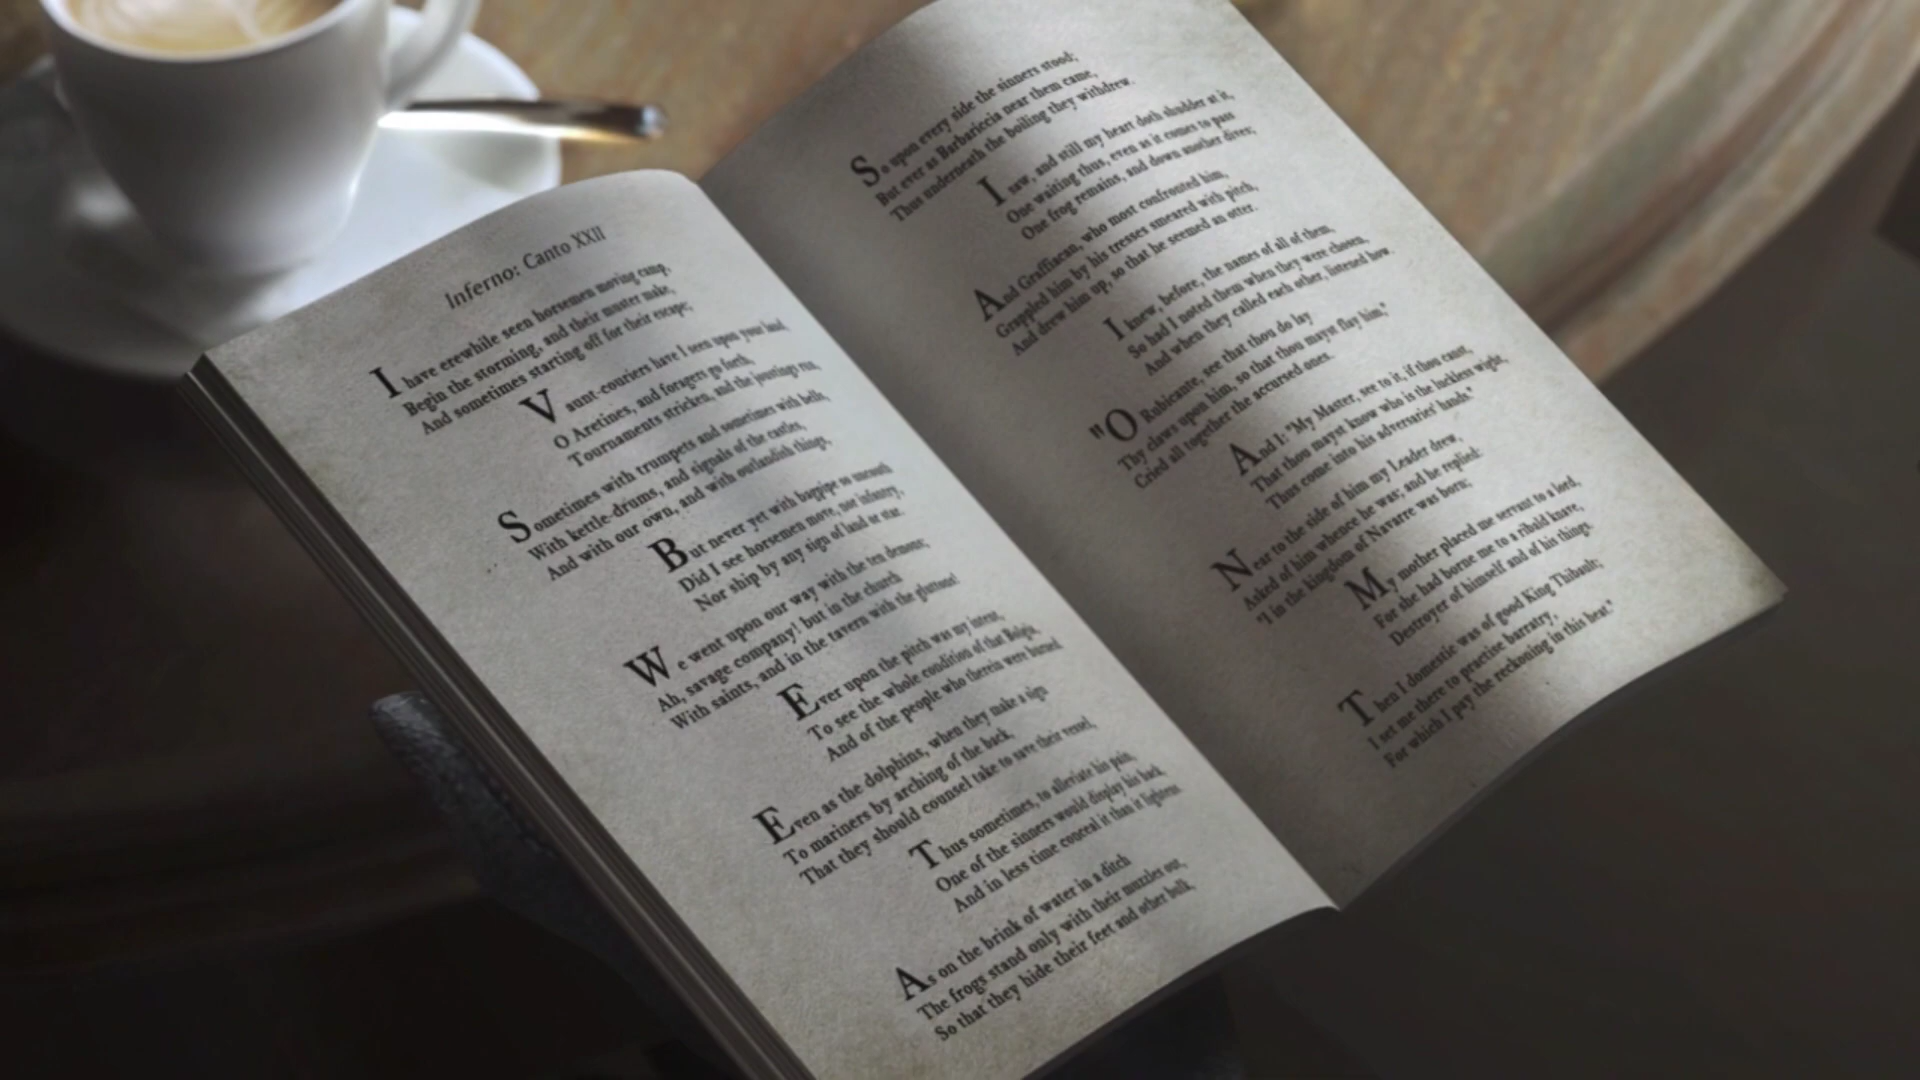 Inferno: Canto XXII
I have erewhile seen horsemen moving camp,
Begin the storming, and their muster make,
And sometimes starting off for their escape;
Vaunt-couriers have I seen upon your land,
O Aretines, and foragers go forth,
Tournaments stricken, and the joustings run,
Sometimes with trumpets and sometimes with bells,
With kettle-drums, and signals of the castles,
And with our own, and with outlandish things,
But never yet with bagpipe so uncouth
Did I see horsemen move, nor infantry,
Nor ship by any sign of land or star.
We went upon our way with the ten demons;
Ah, savage company! but in the church
With saints, and in the tavern with the gluttons!
Ever upon the pitch was my intent,
To see the whole condition of that Bolgia,
And of the people who therein were burned.
Even as the dolphins, when they make a sign
To mariners by arching of the back,
That they should counsel take to save their vessel,
Thus sometimes, to alleviate his pain,
One of the sinners would display his back,
And in less time conceal it than it lightens.
As on the brink of water in a ditch
The frogs stand only with their muzzles out,
So that they hide their feet and other bulk,
So upon every side the sinners stood;
But ever as Barbariccia near them came,
Thus underneath the boiling they withdrew.
I saw, and still my heart doth shudder at it,
One waiting thus, even as it comes to pass
One frog remains, and down another dives;
And Graffiacan, who most confronted him,
Grappled him by his tresses smeared with pitch,
And drew him up, so that he seemed an otter.
I knew, before, the names of all of them,
So had I noted them when they were chosen,
And when they called each other, listened how.
"O Rubicante, see that thou do lay
Thy claws upon him, so that thou mayst flay him,"
Cried all together the accursed ones.
And I: "My Master, see to it, if thou canst,
That thou mayst know who is the luckless wight,
Thus come into his adversaries' hands."
Near to the side of him my Leader drew,
Asked of him whence he was; and he replied:
"I in the kingdom of Navarre was born;
My mother placed me servant to a lord,
For she had borne me to a ribald knave,
Destroyer of himself and of his things.
Then I domestic was of good King Thibault;
I set me there to practise barratry,
For which I pay the reckoning in this heat."